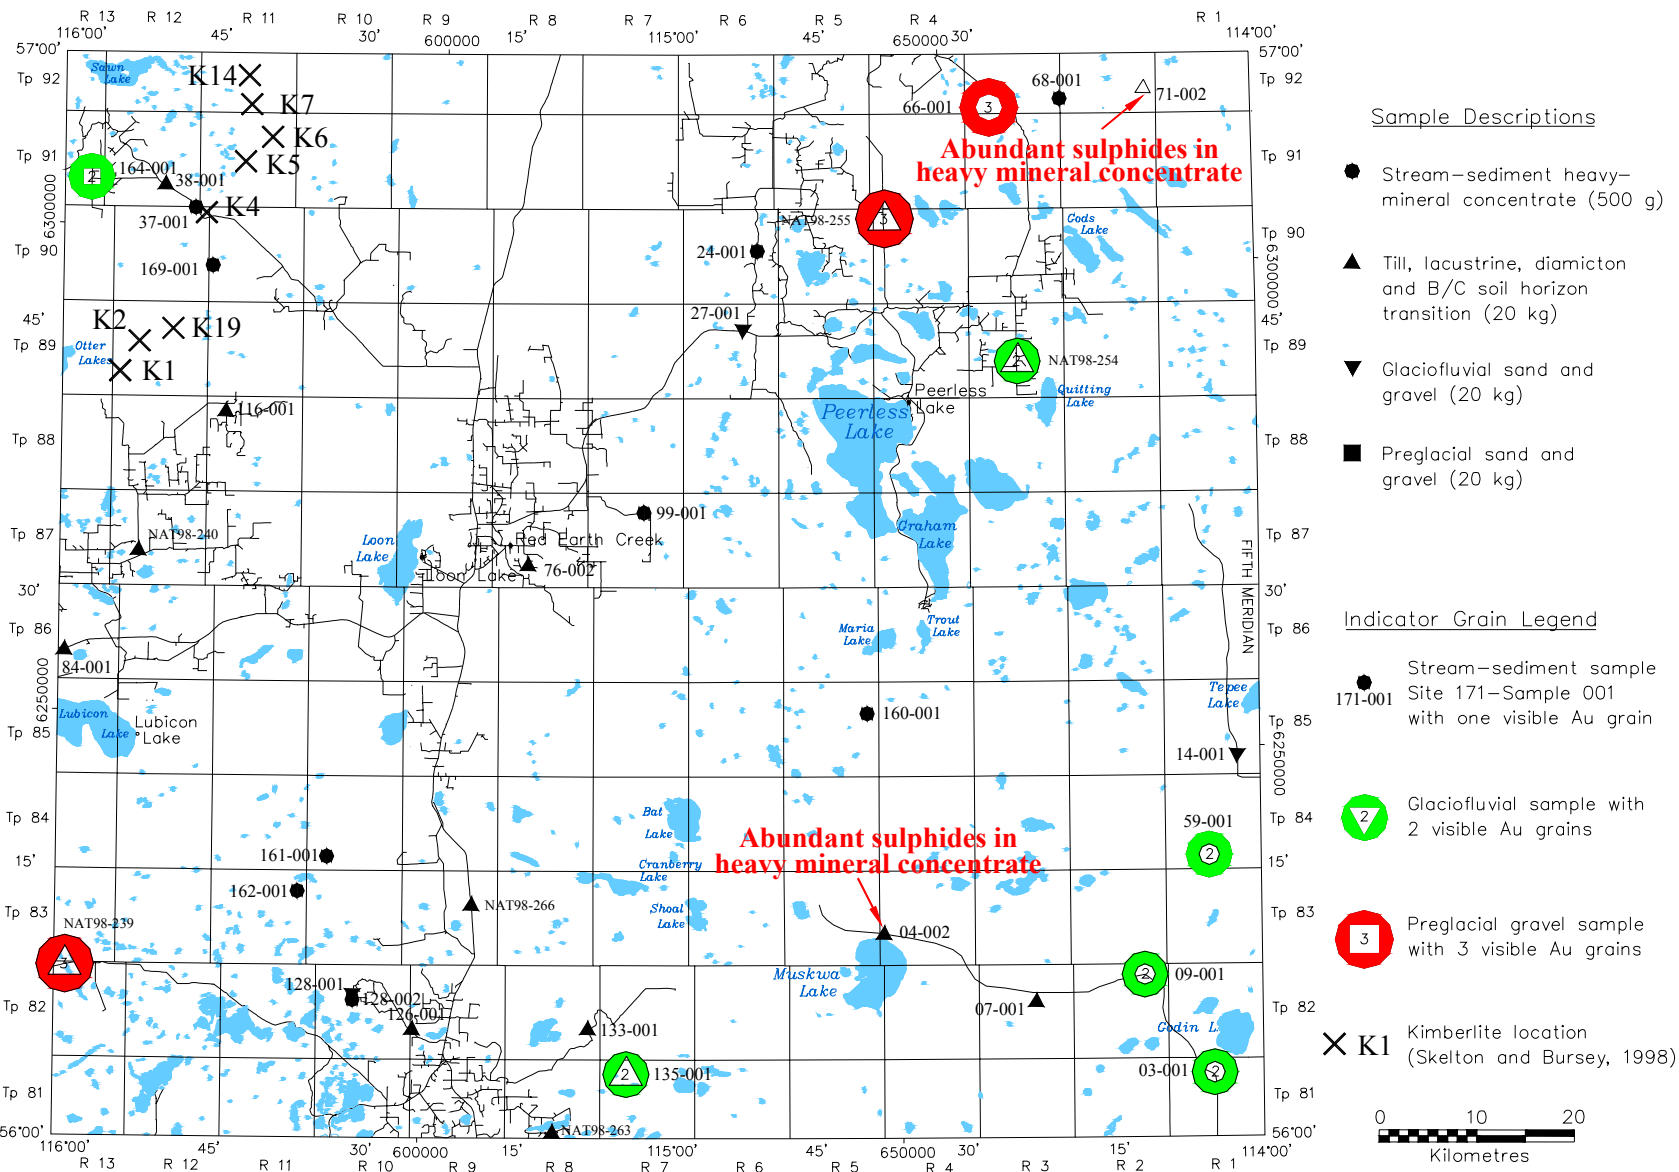 R 13 R 12 R 11 R 10 R 9 R 8 R 7 R 6 R 5 R 4 R 1
116°00' 45' 30' 600000 15' 115°00' 45' 650000 30' 114°00'
57°00' 57°00'
Tp 92 Tp 92
Sawn
Lake
K14
K7
K6
K5
68-001
66-001
3
71-002
Abundant sulphides in
heavy mineral concentrate
Tp 91 Tp 91
164-001
2
38-001
37-001
K4
6300000
NAT98-255
3
Gods
Lake
Tp 90 Tp 90
24-001
169-001
6300000
45' 45'
K2
K19
K1
27-001
Otter
Lakes
Tp 89 Tp 89
2
NAT98-254
Peerless
Lake
Quitting
Lake
Peerless
Lake
116-001
Tp 88 Tp 88
99-001
Tp 87 Tp 87
NAT98-240
Loon
Lake
Red Earth Creek
Loon Lake
76-002
Graham
Lake
FIFTH MERIDIAN
30' 30'
Tp 86 Tp 86
84-001
Maria
Lake
Trout
Lake
6250000
Tepee
Lake
Lubicon
Lake
Lubicon
Lake
Tp 85 Tp 85
160-001
14-001
6250000
Tp 84 Tp 84
Bat
Lake
59-001
2
Abundant sulphides in
heavy mineral concentrate
15' 15'
161-001
162-001
Cranberry
Lake
Shoal
Lake
Tp 83 Tp 83
NAT98-239
3
NAT98-266
04-002
Muskwa
Lake
2
09-001
07-001
128-001
128-002
126-001
133-001
Tp 82 Tp 82
Godin L.
135-001
2
03-001
2
Tp 81 Tp 81
NAT98-263
56°00' 56°00'
116°00' 45' 30' 600000 15' 115°00' 45' 650000 30' 15' 114°00'
R 13 R 12 R 11 R 10 R 9 R 8 R 7 R 6 R 5 R 4 R 3 R 2 R 1
Sample Descriptions
Stream-sediment heavy-
mineral concentrate (500 g)
Till, lacustrine, diamicton
and B/C soil horizon
transition (20 kg)
Glaciofluvial sand and
gravel (20 kg)
Preglacial sand and
gravel (20 kg)
Indicator Grain Legend
171-001
Stream-sediment sample
Site 171-Sample 001
with one visible Au grain
2
Glaciofluvial sample with
2 visible Au grains
3
Preglacial gravel sample
with 3 visible Au grains
K1
Kimberlite location
(Skelton and Bursey, 1998)
0 10 20
Kilometres